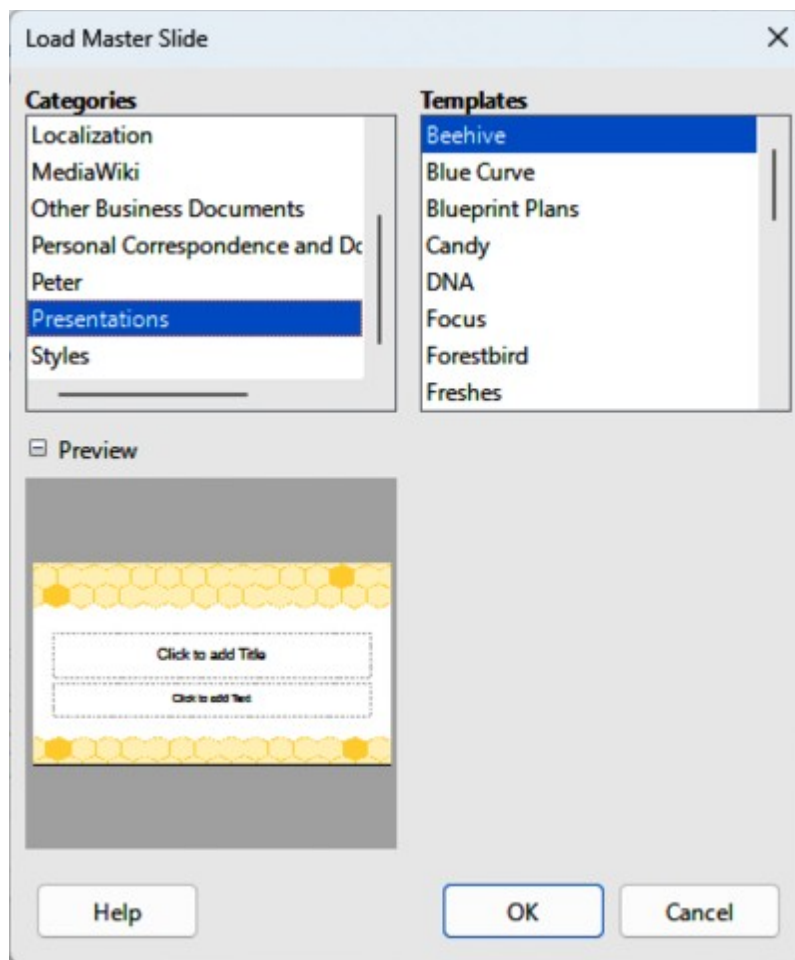 Load Master Slide
Categories
Localization
MediaWiki
Other Business Documents
Personal Correspondence and Dc
Peter
Presentations
Styles
Templates
Beehive
Blue Curve
Blueprint Plans
Candy
DNA
Focus
Forestbird
Freshes
Preview
Click to add Title
Click to add Text
Help
OK
Cancel